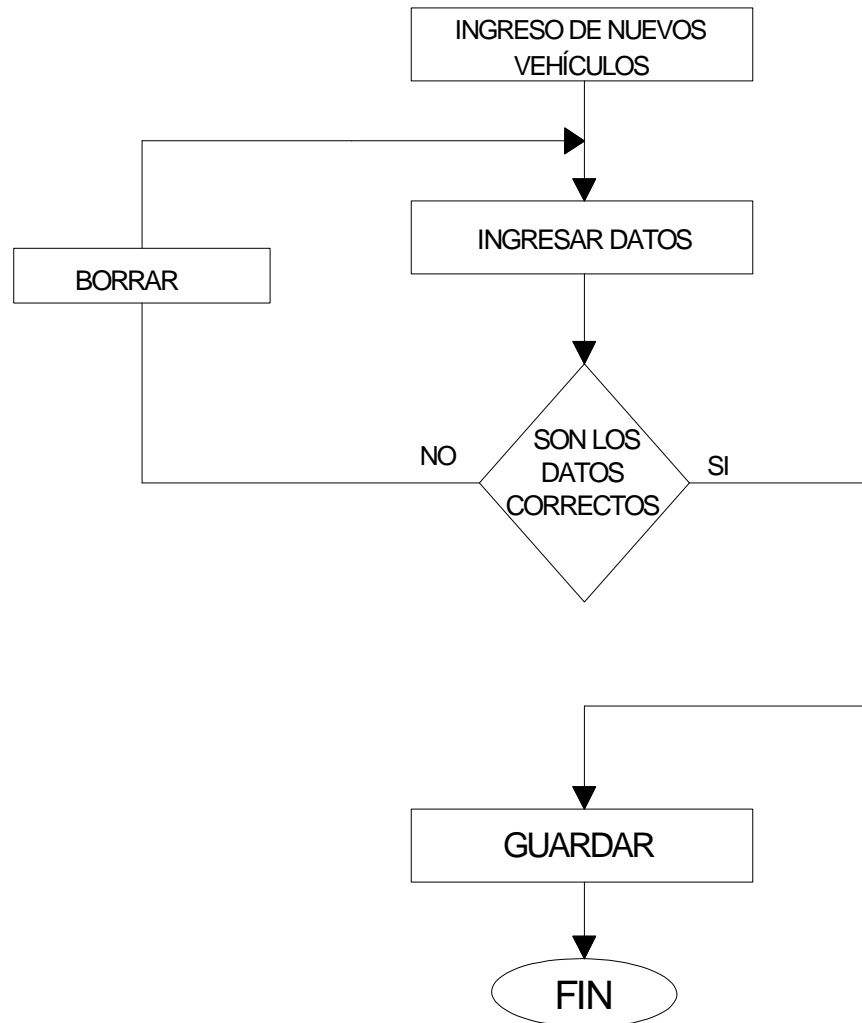 INGRESO DE NUEVOS
VEHÍCULOS
INGRESAR DATOS
BORRAR
SON LOS
DATOS
CORRECTOS
NO
SI
GUARDAR
FIN